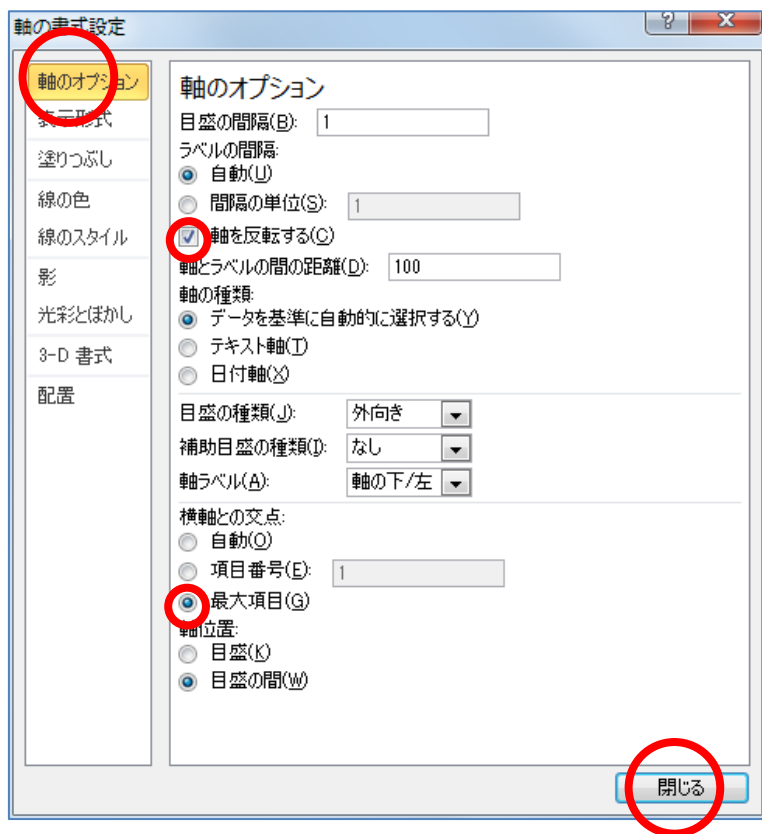 軸の書式設定
軸のオプション
表示形式
塗りつぶし
線の色
線のスタイル
影
光彩とぼかし
3-D 書式
配置
軸のオプション
目盛の間隔(B): 1
ラベルの間隔:
自動(U)
間隔の単位(S): 1
軸を反転する(C)
軸とラベルの間の距離(D): 100
軸の種類:
データを基準に自動的に選択する(Y)
テキスト軸(T)
日付軸(X)
目盛の種類(J): 外向き
補助目盛の種類(I): なし
軸ラベル(A): 軸の下/左
横軸との交点:
自動(O)
項目番号(E): 1
最大項目(G)
軸位置:
目盛(K)
目盛の間(W)
閉じる